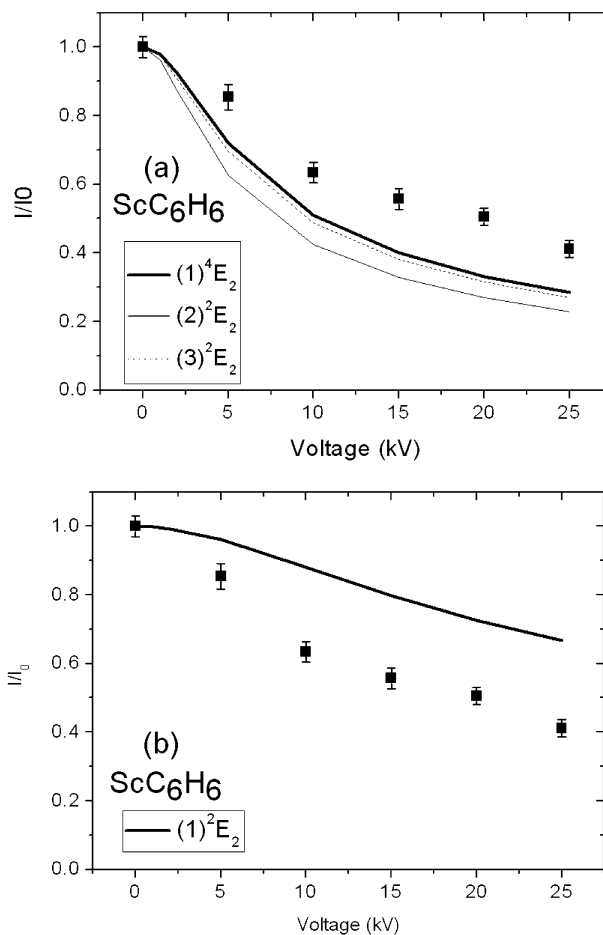 1.0
0.8
0.6
0.4
0.2
0.0
I/I0
(a)
ScC₆H₆
(1)⁴E₂
(2)²E₂
(3)²E₂
0 5 10 15 20 25
Voltage (kV)
1.0
0.8
0.6
0.4
0.2
0.0
I/I₀
(b)
ScC₆H₆
(1)²E₂
0 5 10 15 20 25
Voltage (kV)